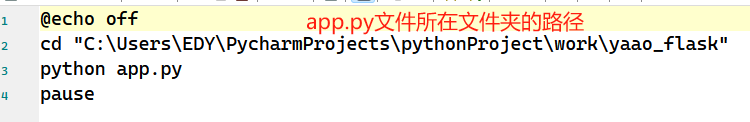 1 @echo off app.py文件所在文件夹的路径
2 cd "C:\Users\EDY\PycharmProjects\pythonProject\work\yaao_flask"
3 python app.py
4 pause